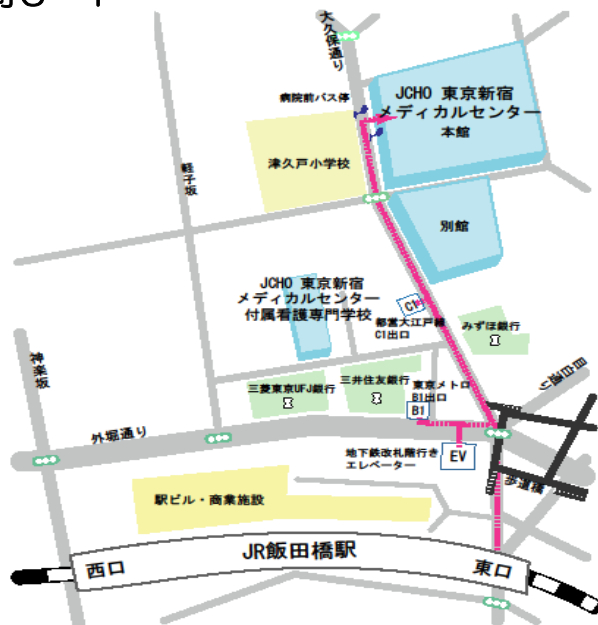 大久保通り
病院前バス停
JCHO 東京新宿
メディカルセンター
本館
津久戸小学校
軽子坂
別館
JCHO 東京新宿
メディカルセンター
付属看護専門学校
C1
都営大江戸線
C1出口
みずほ銀行
神楽坂
目白通り
三菱東京UFJ銀行
三井住友銀行
東京メトロ
B1出口
B1
外堀通り
地下鉄改札階行き
エレベーター
EV
歩道橋
駅ビル・商業施設
JR飯田橋駅
西口
東口